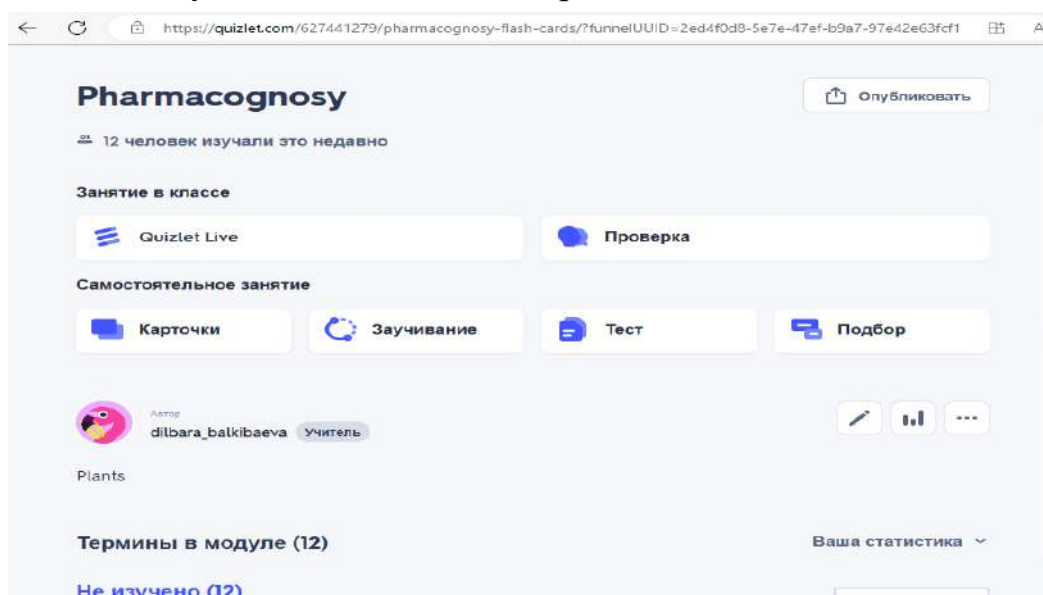 https://quizlet.com/627441279/pharmacognosy-flash-cards/?funnelUUID=2ed4f0d8-5e7e-47ef-b9a7-97e42e63fcf1
Pharmacognosy
Опубликовать
12 человек изучали это недавно
Занятие в классе
Quizlet Live
Проверка
Самостоятельное занятие
Карточки
Заучивание
Тест
Подбор
Автор
dilbara_balkibaeva Учитель
Plants
Термины в модуле (12)
Ваша статистика
Не изучено (12)